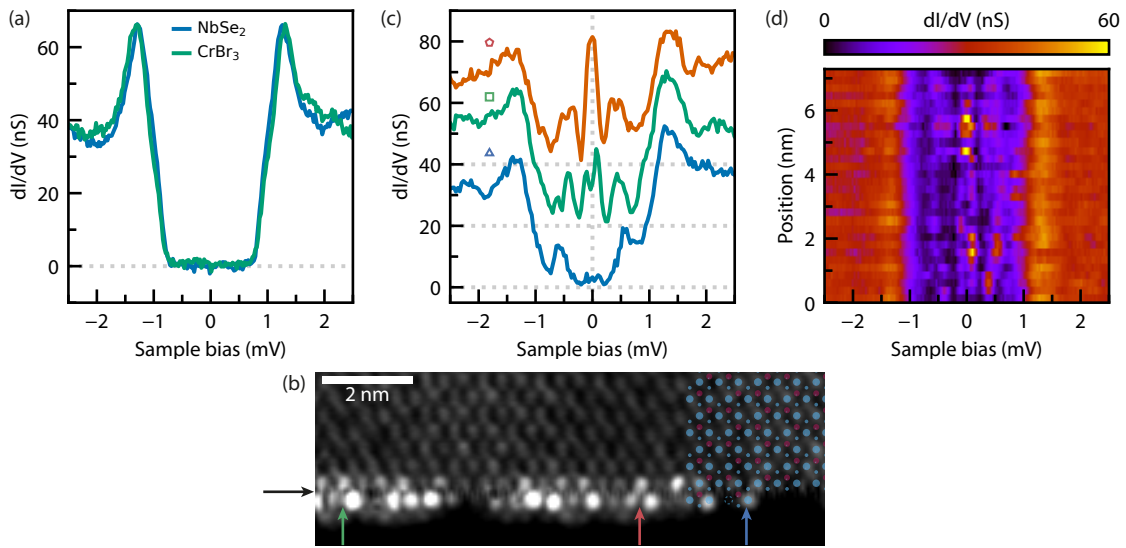 (a)
NbSe₂
CrBr₃
60
40
20
0
dI/dV (nS)
−2 −1 0 1 2
Sample bias (mV)
(c)
80
60
40
20
0
dI/dV (nS)
−2 −1 0 1 2
Sample bias (mV)
(d)
dI/dV (nS)
0 60
6
4
2
0
Position (nm)
−2 −1 0 1 2
Sample bias (mV)
(b)
2 nm